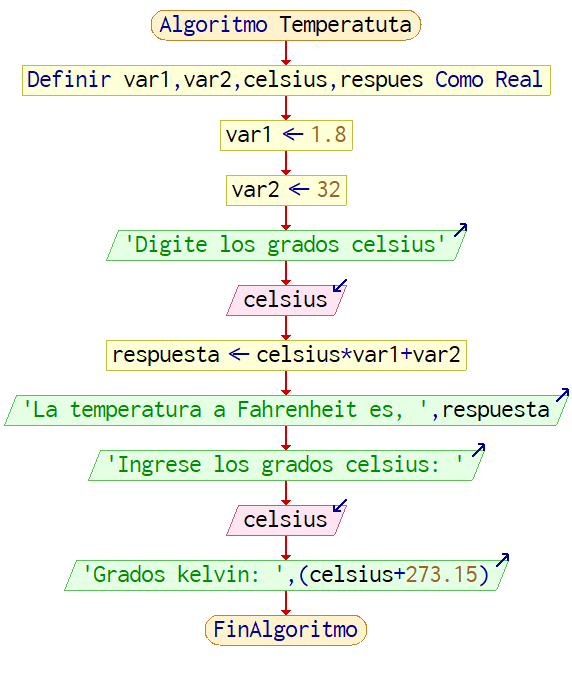 Algoritmo Temperatuta
Definir var1,var2,celsius,respues Como Real
var1 ← 1.8
var2 ← 32
'Digite los grados celsius'
celsius
respuesta ← celsius*var1+var2
'La temperatura a Fahrenheit es, ',respuesta
'Ingrese los grados celsius: '
celsius
'Grados kelvin: ',(celsius+273.15)
FinAlgoritmo